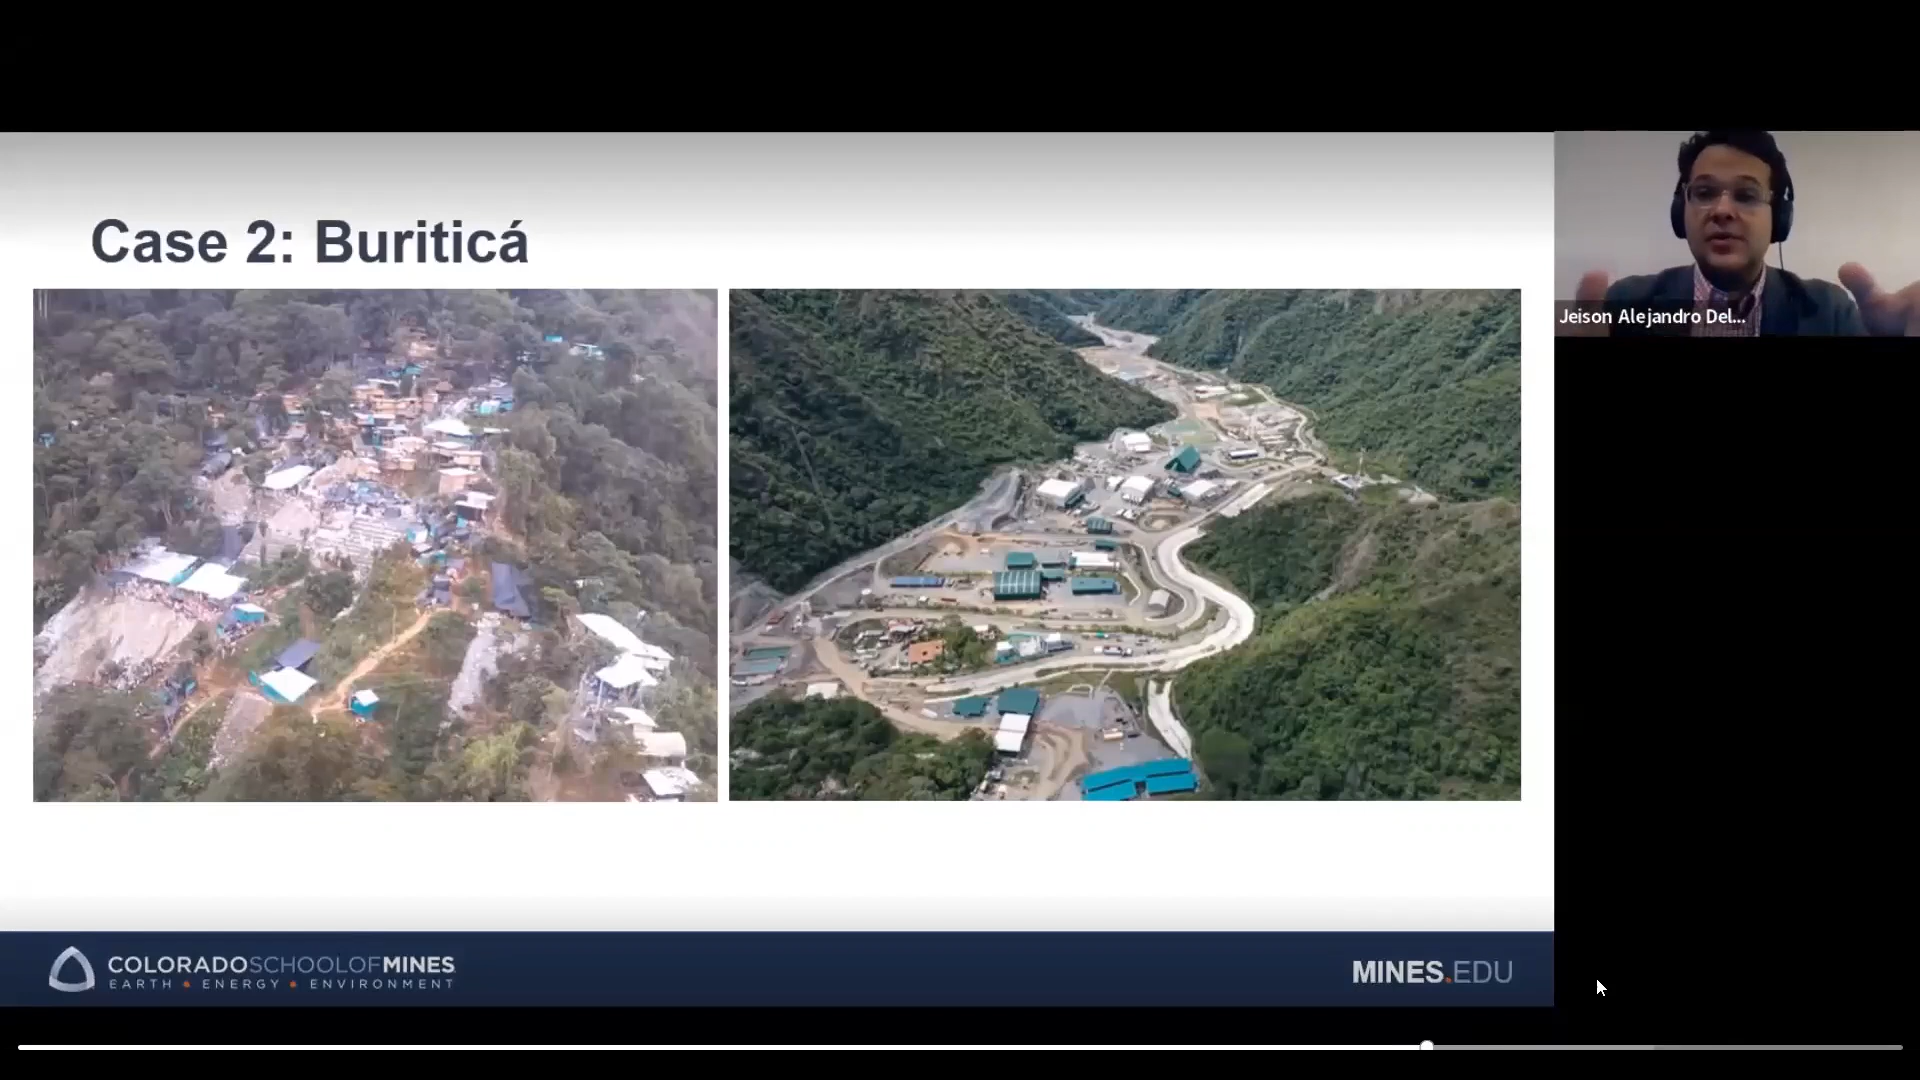 Case 2: Buriticá
Jeison Alejandro Del...
COLORADOSCHOOLOFMINES
EARTH • ENERGY • ENVIRONMENT
MINES.EDU